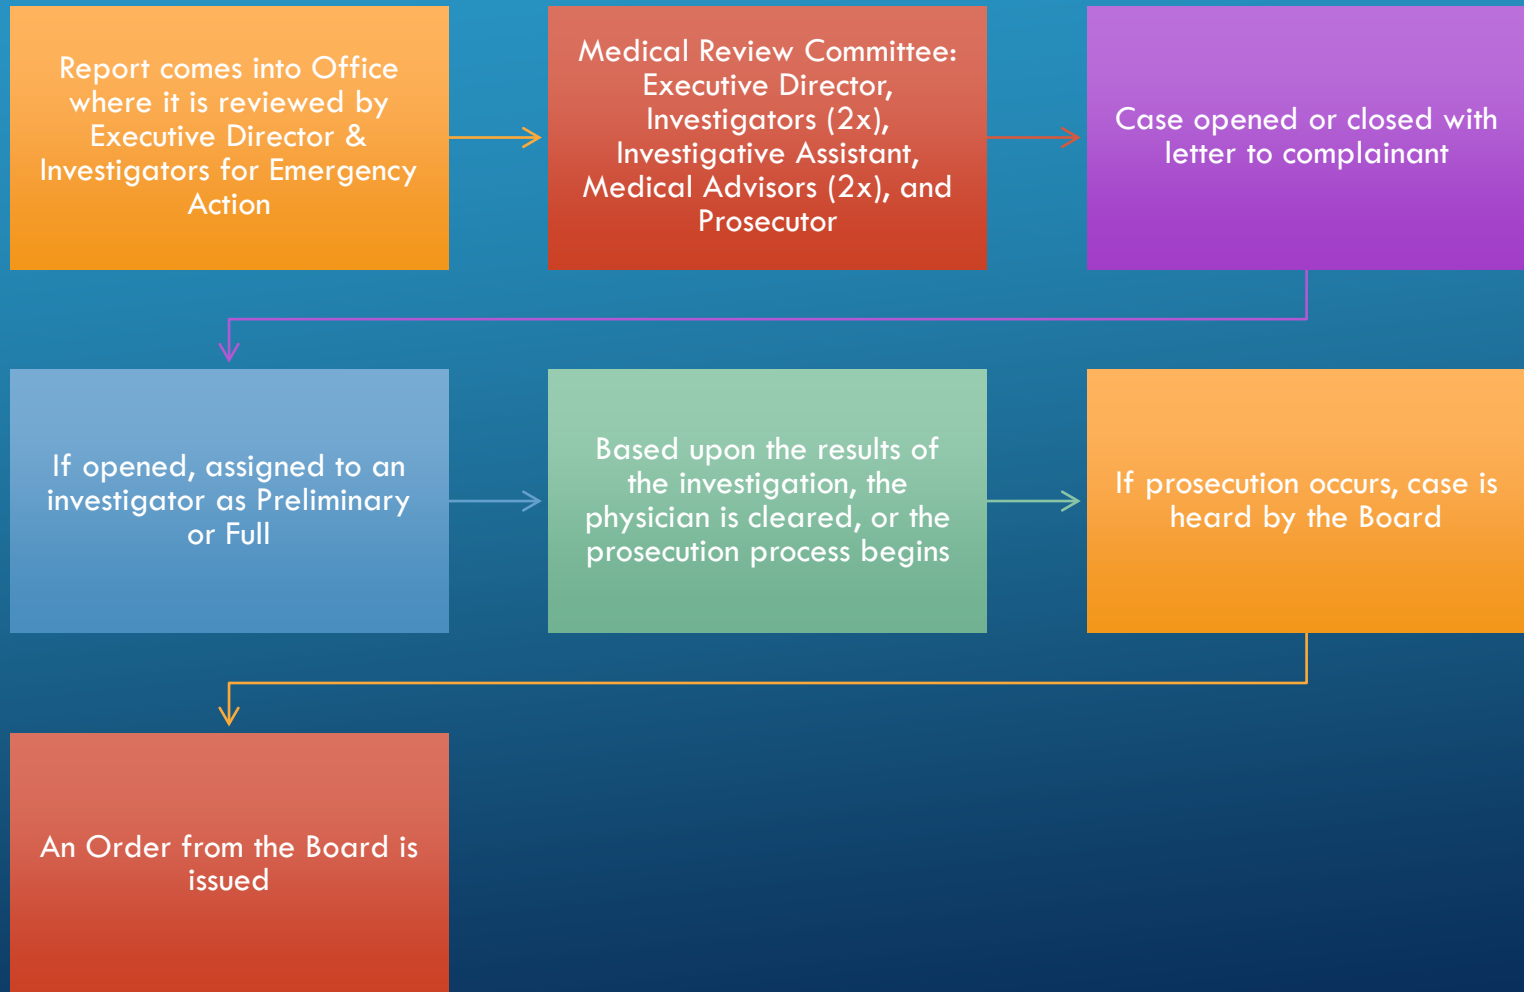 Report comes into Office
where it is reviewed by
Executive Director &
Investigators for Emergency
Action
Medical Review Committee:
Executive Director,
Investigators (2x),
Investigative Assistant,
Medical Advisors (2x), and
Prosecutor
Case opened or closed with
letter to complainant
If opened, assigned to an
investigator as Preliminary
or Full
Based upon the results of
the investigation, the
physician is cleared, or the
prosecution process begins
If prosecution occurs, case is
heard by the Board
An Order from the Board is
issued